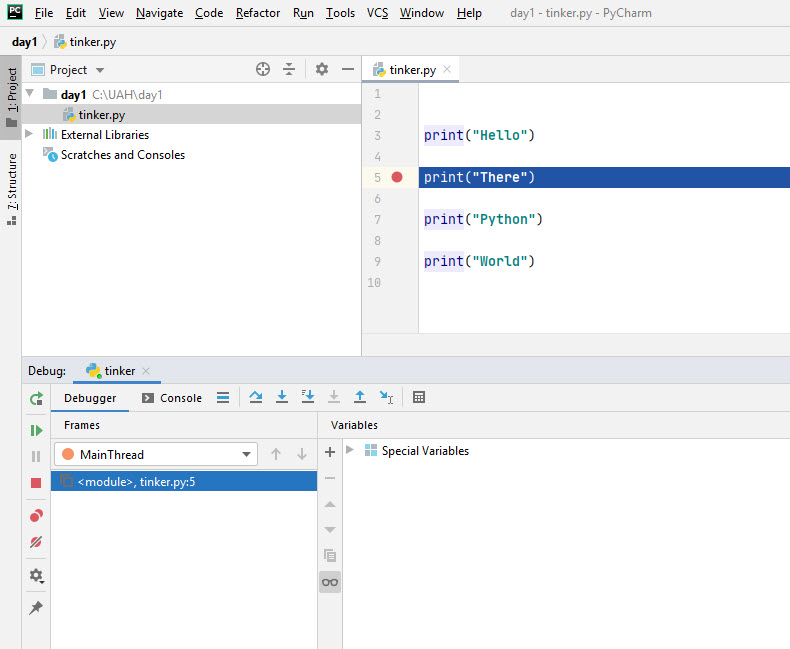 PC File Edit View Navigate Code Refactor Run Tools VCS Window Help day1 - tinker.py - PyCharm
day1 tinker.py
1: Project
7: Structure
Project
day1 C:\UAH\day1
tinker.py
External Libraries
Scratches and Consoles
tinker.py
1
2
3 print("Hello")
4
5 print("There")
6
7 print("Python")
8
9 print("World")
10
Debug: tinker
Debugger Console
Frames Variables
MainThread
Special Variables
<module>, tinker.py:5